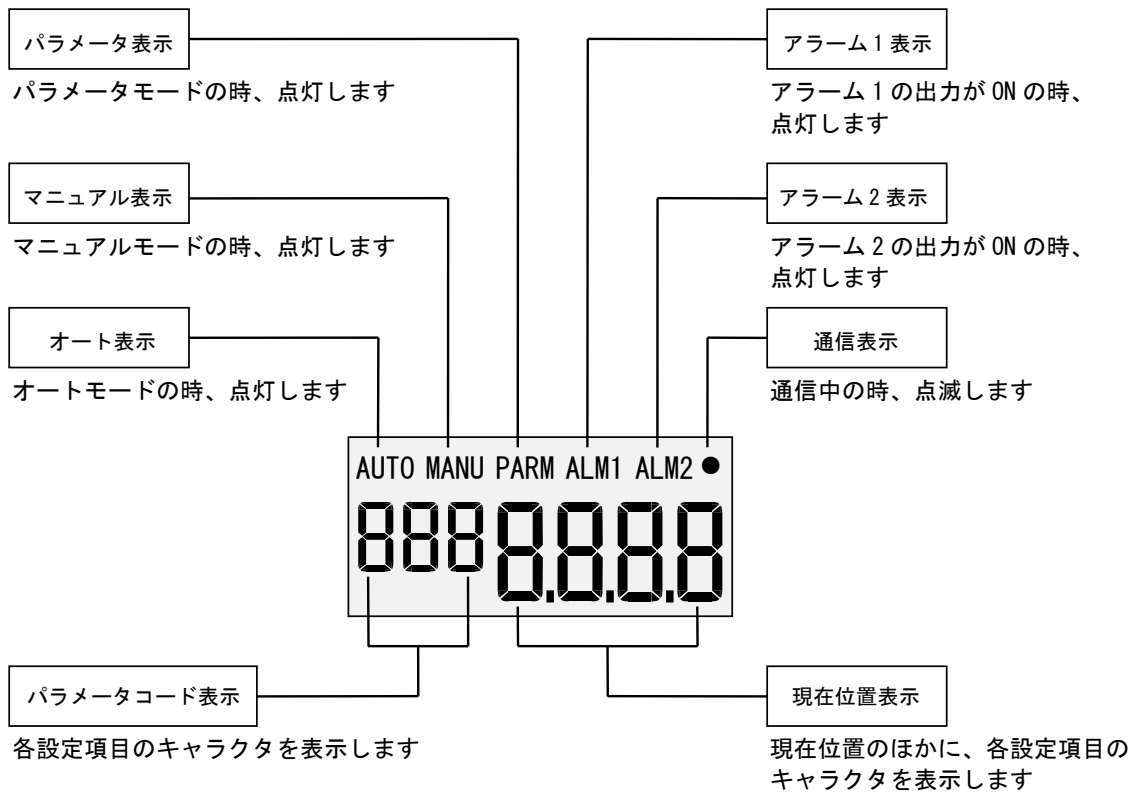 パラメータ表示
パラメータモードの時、点灯します
マニュアル表示
マニュアルモードの時、点灯します
オート表示
オートモードの時、点灯します
アラーム1表示
アラーム1の出力がONの時、
点灯します
アラーム2表示
アラーム2の出力がONの時、
点灯します
通信表示
通信中の時、点滅します
AUTO MANU PARM ALM1 ALM2 ●
888 8.8.8.8
パラメータコード表示
各設定項目のキャラクタを表示します
現在位置表示
現在位置のほかに、各設定項目の
キャラクタを表示します